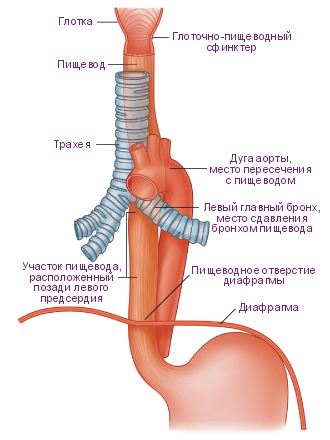 Глотка
Глоточно-пищеводный
сфинктер
Пищевод
Трахея
Дуга аорты,
место пересечения
с пищеводом
Левый главный бронх,
место сдавления
бронхом пищевода
Участок пищевода,
расположенный
позади левого
предсердия
Пищеводное отверстие
диафрагмы
Диафрагма